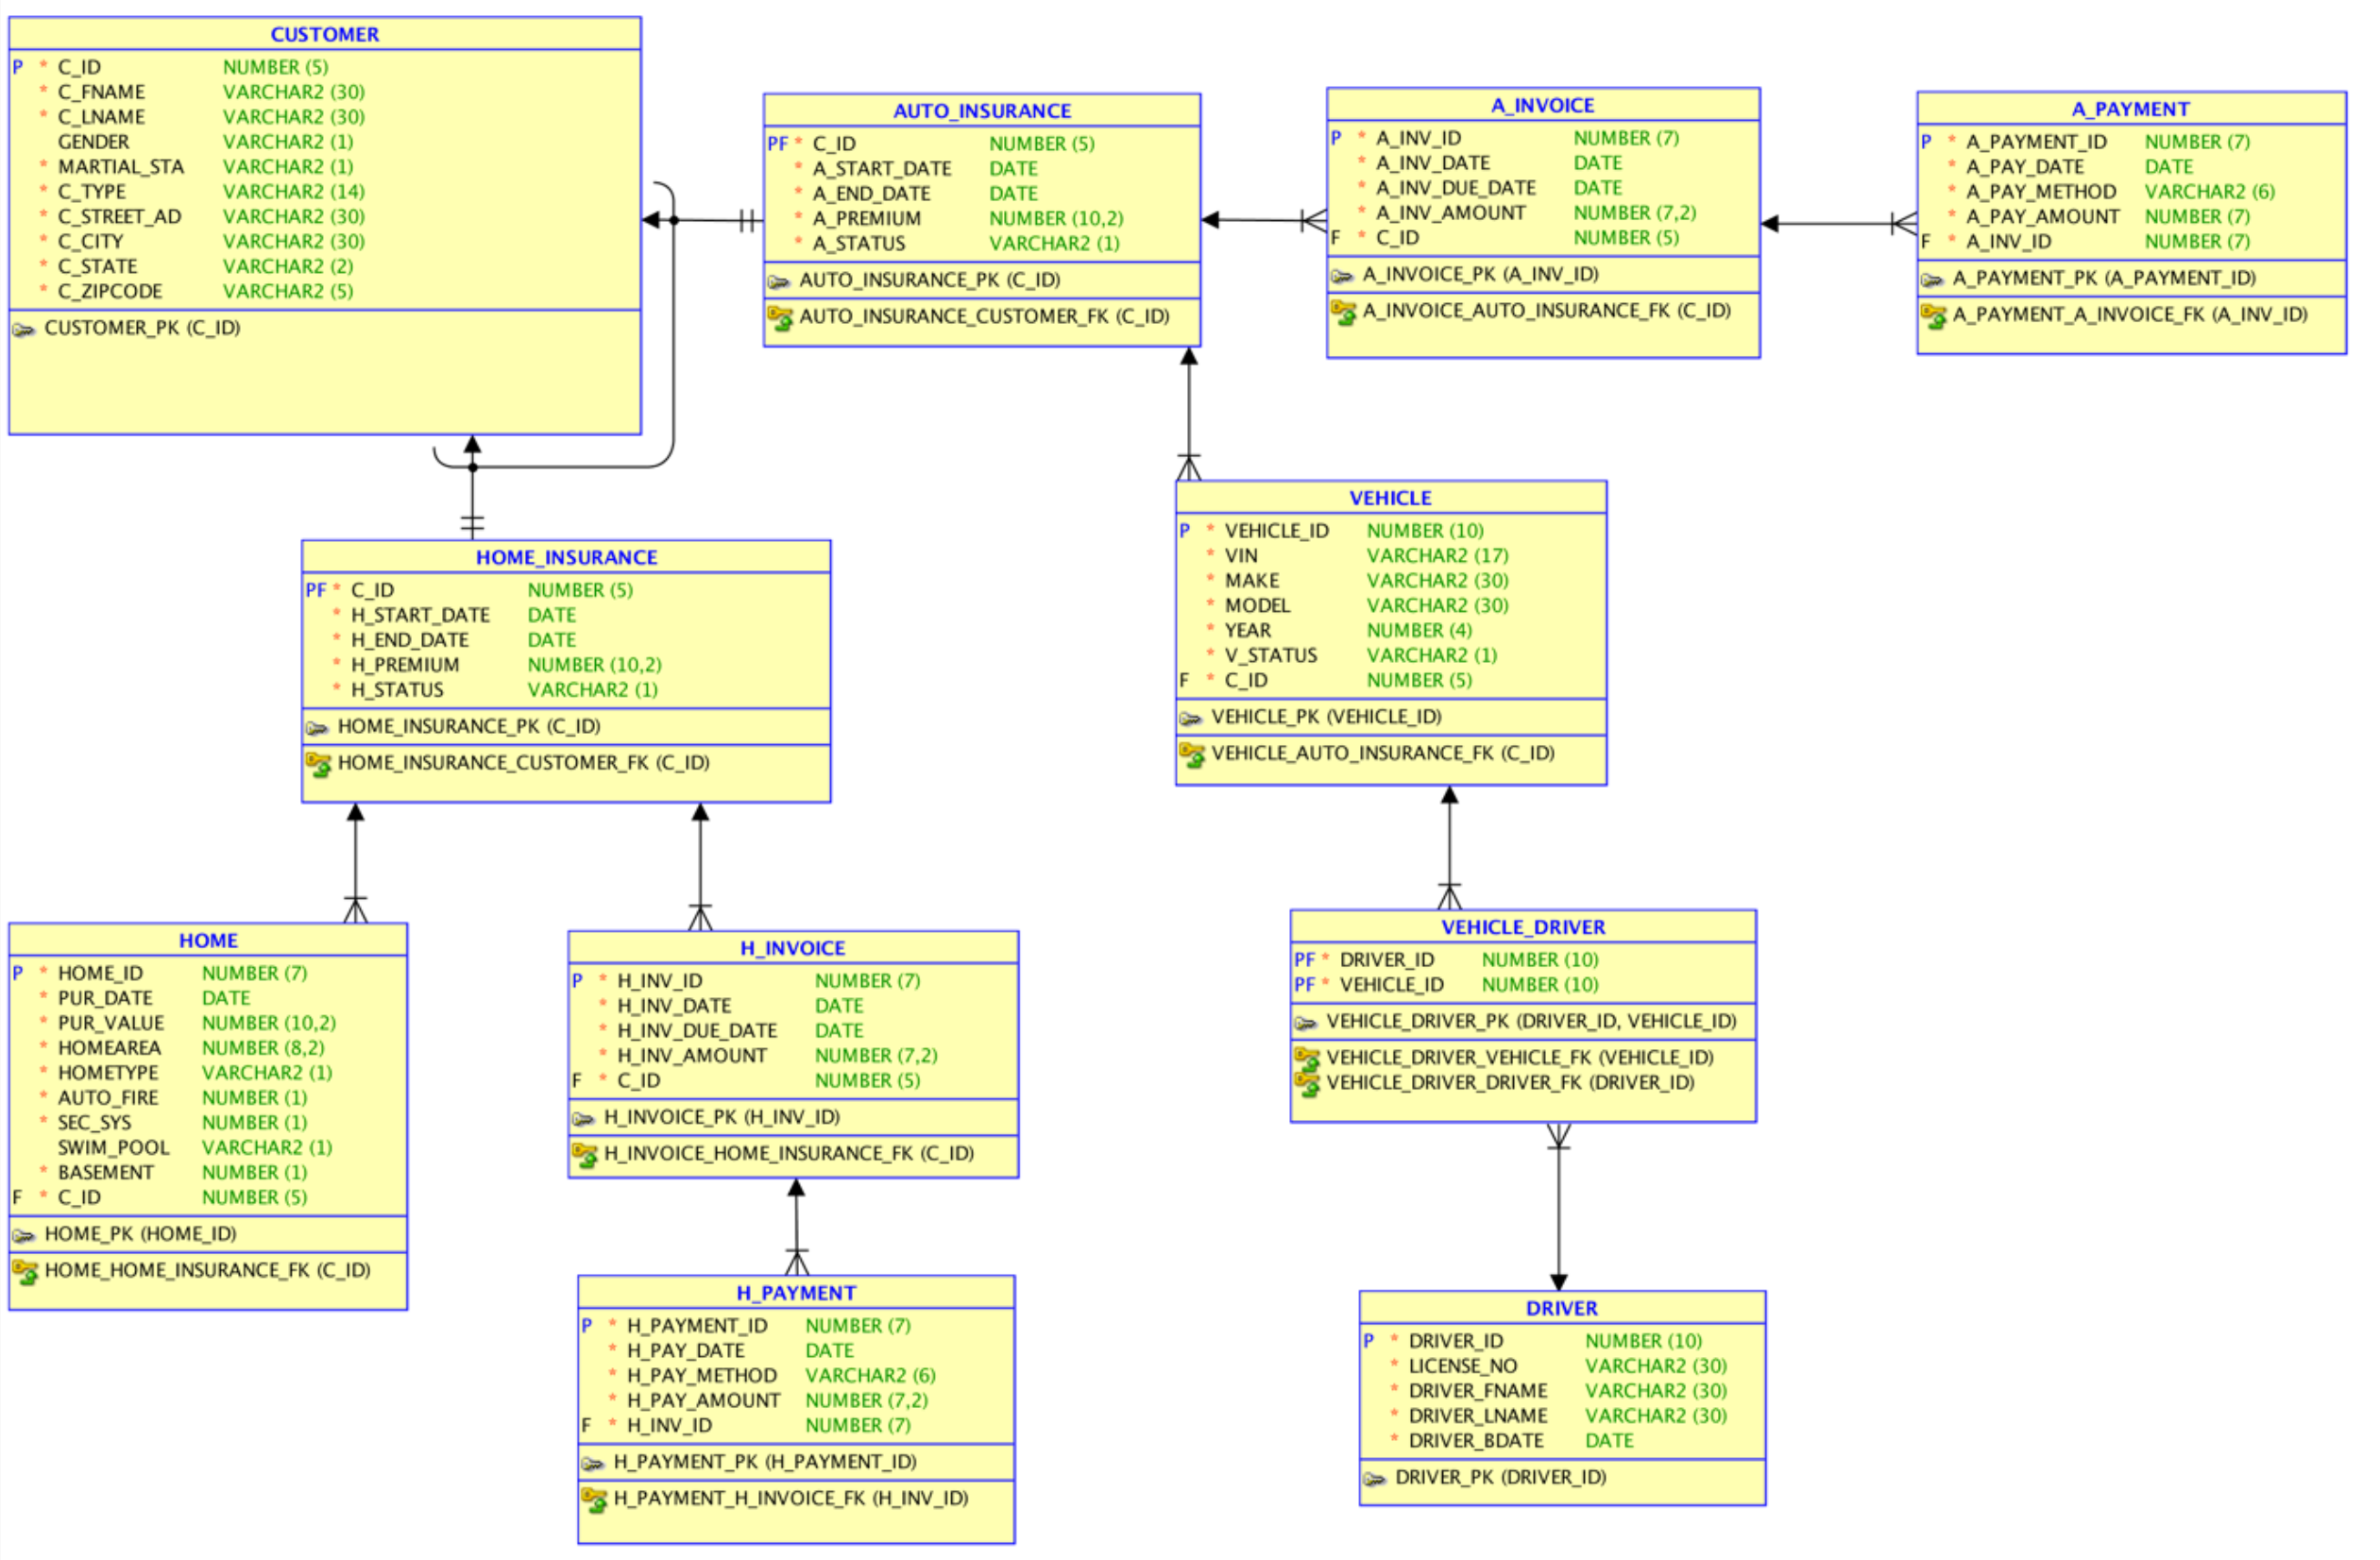 CUSTOMER
P * C_ID NUMBER (5)
* C_FNAME VARCHAR2 (30)
* C_LNAME VARCHAR2 (30)
GENDER VARCHAR2 (1)
* MARTIAL_STA VARCHAR2 (1)
* C_TYPE VARCHAR2 (14)
* C_STREET_AD VARCHAR2 (30)
* C_CITY VARCHAR2 (30)
* C_STATE VARCHAR2 (2)
* C_ZIPCODE VARCHAR2 (5)
CUSTOMER_PK (C_ID)
AUTO_INSURANCE
PF * C_ID NUMBER (5)
* A_START_DATE DATE
* A_END_DATE DATE
* A_PREMIUM NUMBER (10,2)
* A_STATUS VARCHAR2 (1)
AUTO_INSURANCE_PK (C_ID)
AUTO_INSURANCE_CUSTOMER_FK (C_ID)
A_INVOICE
P * A_INV_ID NUMBER (7)
* A_INV_DATE DATE
* A_INV_DUE_DATE DATE
* A_INV_AMOUNT NUMBER (7,2)
F * C_ID NUMBER (5)
A_INVOICE_PK (A_INV_ID)
A_INVOICE_AUTO_INSURANCE_FK (C_ID)
A_PAYMENT
P * A_PAYMENT_ID NUMBER (7)
* A_PAY_DATE DATE
* A_PAY_METHOD VARCHAR2 (6)
* A_PAY_AMOUNT NUMBER (7)
F * A_INV_ID NUMBER (7)
A_PAYMENT_PK (A_PAYMENT_ID)
A_PAYMENT_A_INVOICE_FK (A_INV_ID)
HOME_INSURANCE
PF * C_ID NUMBER (5)
* H_START_DATE DATE
* H_END_DATE DATE
* H_PREMIUM NUMBER (10,2)
* H_STATUS VARCHAR2 (1)
HOME_INSURANCE_PK (C_ID)
HOME_INSURANCE_CUSTOMER_FK (C_ID)
VEHICLE
P * VEHICLE_ID NUMBER (10)
* VIN VARCHAR2 (17)
* MAKE VARCHAR2 (30)
* MODEL VARCHAR2 (30)
* YEAR NUMBER (4)
* V_STATUS VARCHAR2 (1)
F * C_ID NUMBER (5)
VEHICLE_PK (VEHICLE_ID)
VEHICLE_AUTO_INSURANCE_FK (C_ID)
HOME
P * HOME_ID NUMBER (7)
* PUR_DATE DATE
* PUR_VALUE NUMBER (10,2)
* HOMEAREA NUMBER (8,2)
* HOMETYPE VARCHAR2 (1)
* AUTO_FIRE NUMBER (1)
* SEC_SYS NUMBER (1)
SWIM_POOL VARCHAR2 (1)
* BASEMENT NUMBER (1)
F * C_ID NUMBER (5)
HOME_PK (HOME_ID)
HOME_HOME_INSURANCE_FK (C_ID)
H_INVOICE
P * H_INV_ID NUMBER (7)
* H_INV_DATE DATE
* H_INV_DUE_DATE DATE
* H_INV_AMOUNT NUMBER (7,2)
F * C_ID NUMBER (5)
H_INVOICE_PK (H_INV_ID)
H_INVOICE_HOME_INSURANCE_FK (C_ID)
VEHICLE_DRIVER
PF * DRIVER_ID NUMBER (10)
PF * VEHICLE_ID NUMBER (10)
VEHICLE_DRIVER_PK (DRIVER_ID, VEHICLE_ID)
VEHICLE_DRIVER_VEHICLE_FK (VEHICLE_ID)
VEHICLE_DRIVER_DRIVER_FK (DRIVER_ID)
H_PAYMENT
P * H_PAYMENT_ID NUMBER (7)
* H_PAY_DATE DATE
* H_PAY_METHOD VARCHAR2 (6)
* H_PAY_AMOUNT NUMBER (7,2)
F * H_INV_ID NUMBER (7)
H_PAYMENT_PK (H_PAYMENT_ID)
H_PAYMENT_H_INVOICE_FK (H_INV_ID)
DRIVER
P * DRIVER_ID NUMBER (10)
* LICENSE_NO VARCHAR2 (30)
* DRIVER_FNAME VARCHAR2 (30)
* DRIVER_LNAME VARCHAR2 (30)
* DRIVER_BDATE DATE
DRIVER_PK (DRIVER_ID)